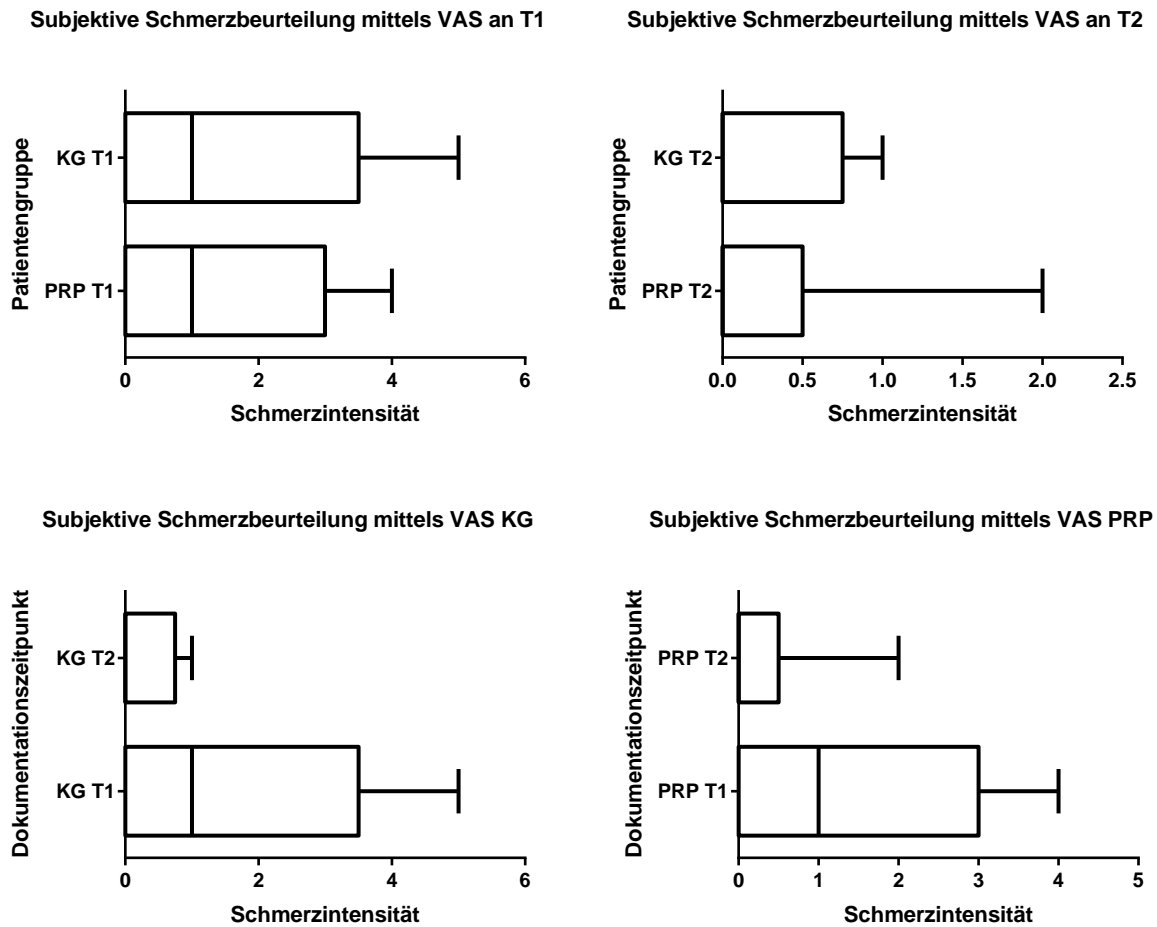 Subjektive Schmerzbeurteilung mittels VAS an T1
Patientengruppe
KG T1
PRP T1
0 2 4 6
Schmerzintensität
Subjektive Schmerzbeurteilung mittels VAS an T2
Patientengruppe
KG T2
PRP T2
0.0 0.5 1.0 1.5 2.0 2.5
Schmerzintensität
Subjektive Schmerzbeurteilung mittels VAS KG
Dokumentationszeitpunkt
KG T2
KG T1
0 2 4 6
Schmerzintensität
Subjektive Schmerzbeurteilung mittels VAS PRP
Dokumentationszeitpunkt
PRP T2
PRP T1
0 1 2 3 4 5
Schmerzintensität